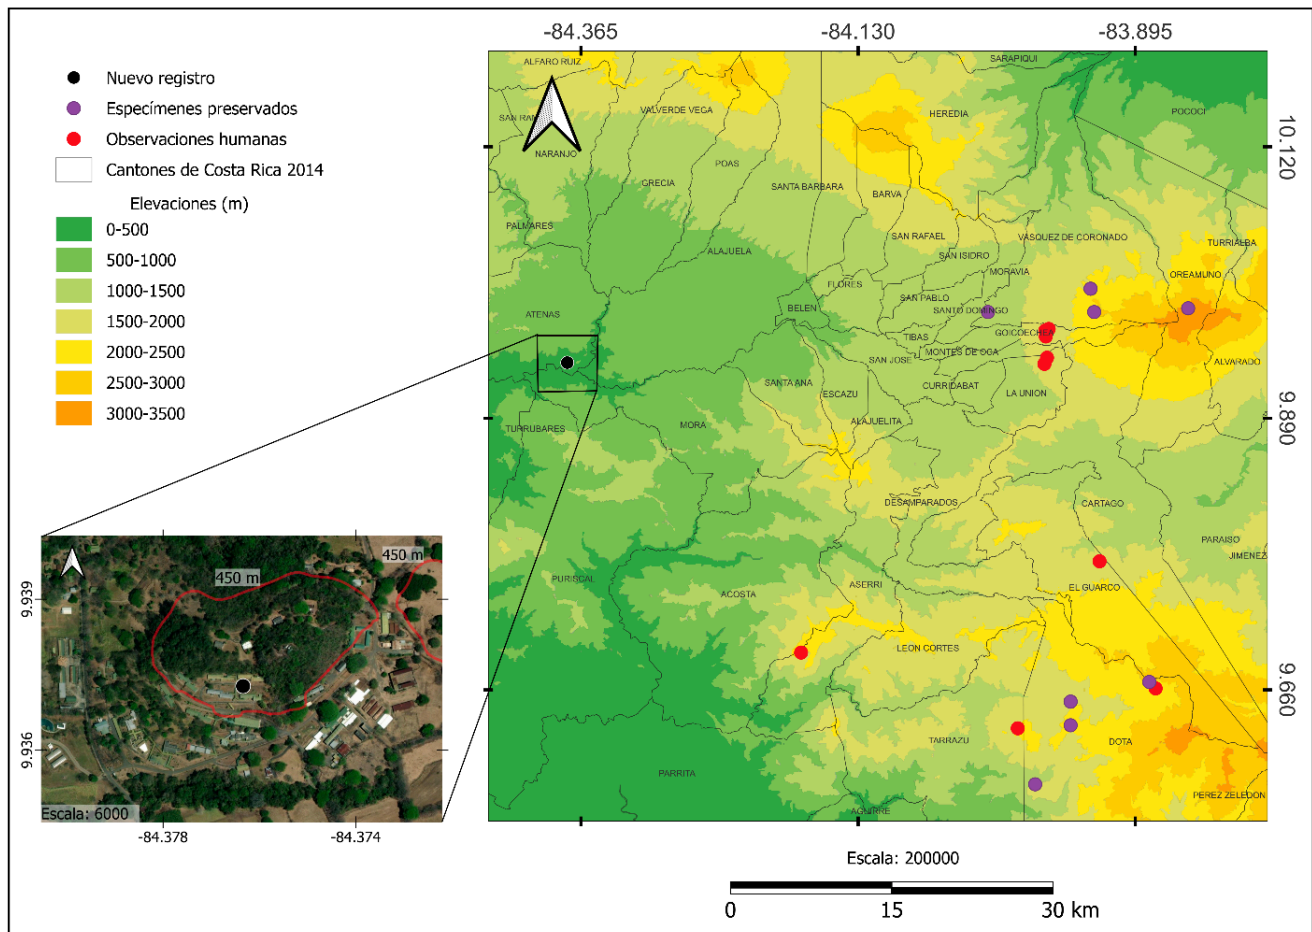 -84.365
-84.130
-83.895
Nuevo registro
Especímenes preservados
Observaciones humanas
Cantones de Costa Rica 2014
Elevaciones (m)
0-500
500-1000
1000-1500
1500-2000
2000-2500
2500-3000
3000-3500
ALFARO RUIZ
SARAPIQUI
SAN RA
VALVERDE VEGA
HEREDIA
POCOCI
10.120
NARANJO
POAS
GRECIA
SANTA BARBARA
BARVA
PALMARES
SAN RAFAEL
VASQUEZ DE CORONADO
TURRIALBA
ALAJUELA
SAN ISIDRO
MORAVIA
OREAMUNO
FLORES
SAN PABLO
ATENAS
BELEN
SANTO DOMINGO
TIBAS
GOICOECHEA
SAN JOSE
MONTES DE OCA
ALVARADO
SANTA ANA
ESCAZU
CURRIDABAT
LA UNION
TURRUBARES
MORA
ALAJUELITA
9.890
DESAMPARADOS
CARTAGO
PARAISO
JIMENEZ
PURISCAL
ACOSTA
ASERRI
EL GUARCO
LEON CORTES
9.660
TARRAZU
DOTA
PARRITA
PEREZ ZELEDON
AGUIRRE
450 m
450 m
9.939
9.936
Escala: 6000
-84.378
-84.374
Escala: 200000
0
15
30 km